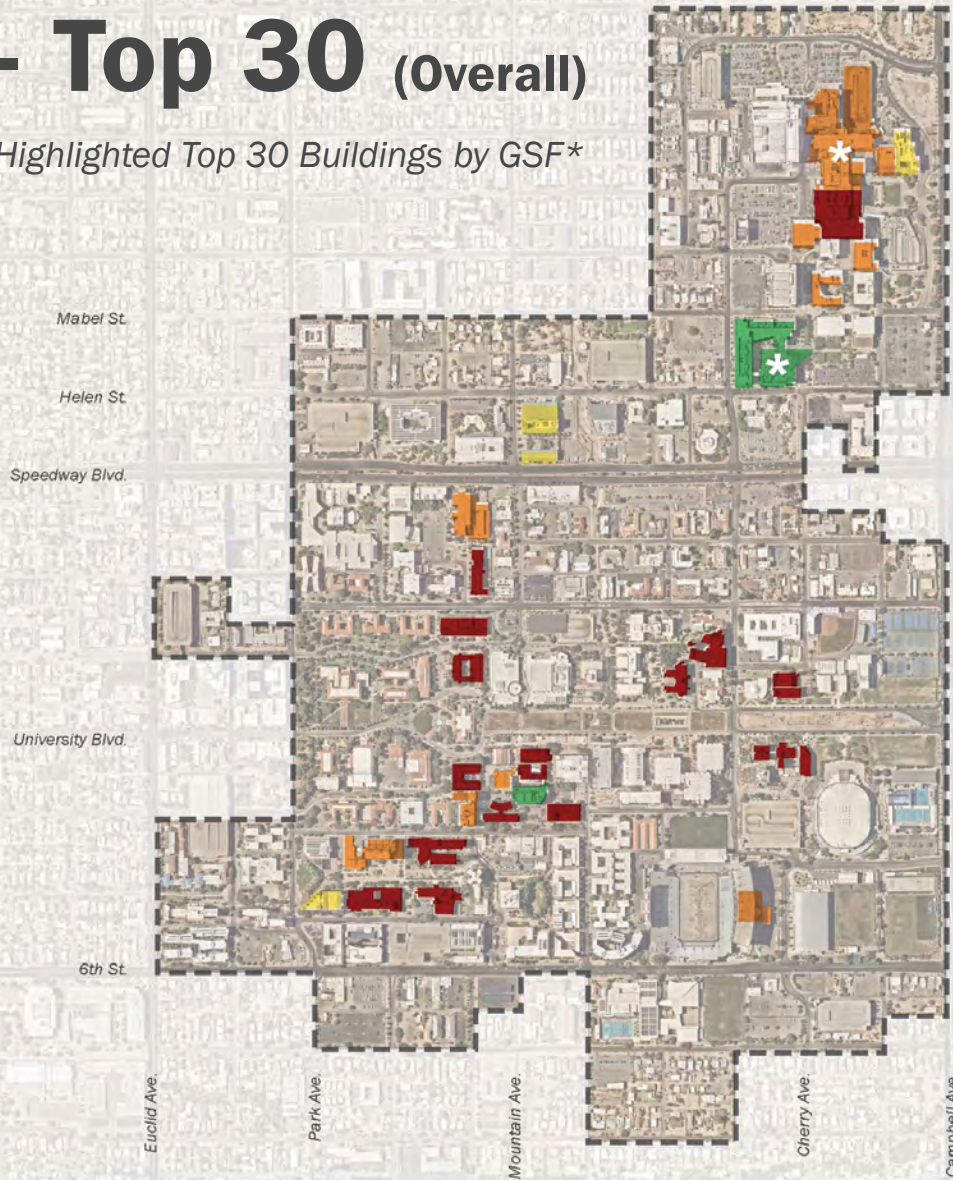 - Top 30 (Overall)
Highlighted Top 30 Buildings by GSF*
*
Mabel St.
*
Helen St.
Speedway Blvd.
University Blvd.
6th St.
Euclid Ave.
Park Ave.
Mountain Ave.
Cherry Ave.
Campbell Ave.